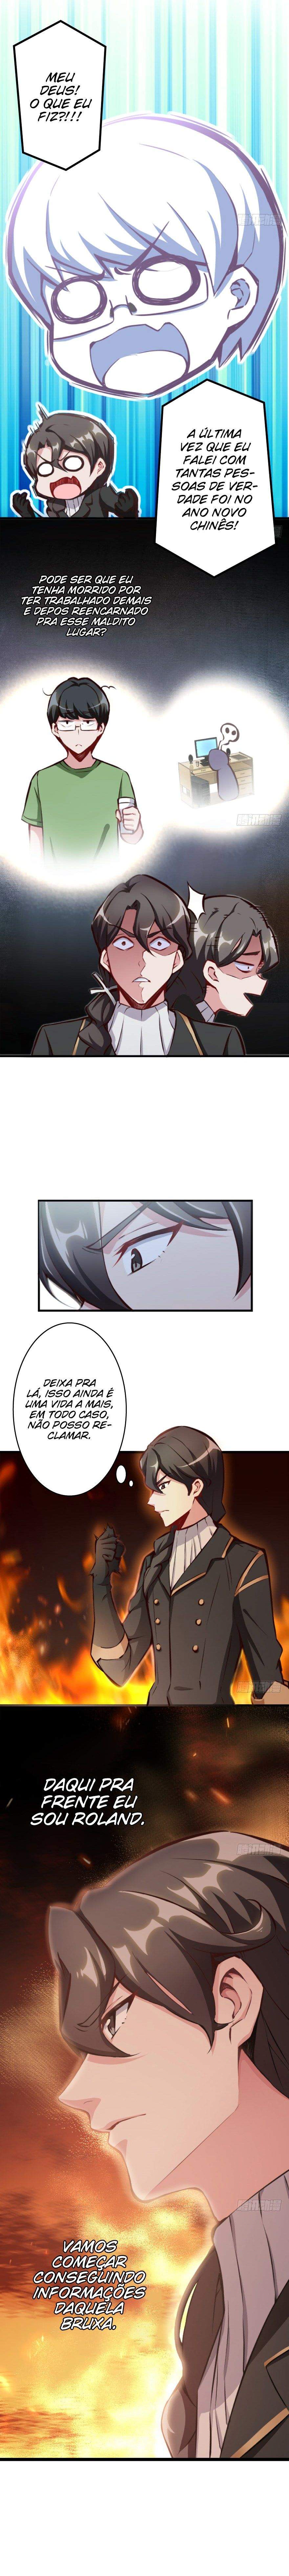 MEU
DEUS!
O QUE EU
FIZ?!!!
A ÚLTIMA
VEZ QUE EU
FALEI COM
TANTAS PES-
SOAS DE VER-
DADE FOI NO
ANO NOVO
CHINÊS!
PODE SER QUE EU
TENHA MORRIDO POR
TER TRABALHADO DEMAIS
E DEPOS REENCARNADO
PRA ESSE MALDITO
LUGAR?
DEIXA PRA
LÁ, ISSO AINDA É
UMA VIDA A MAIS,
EM TODO CASO,
NÃO POSSO RE-
CLAMAR.
DAQUI PRA
FRENTE EU
SOU ROLAND.
VAMOS
COMEÇAR
CONSEGUINDO
INFORMAÇÕES
DAQUELA
BRUXA.